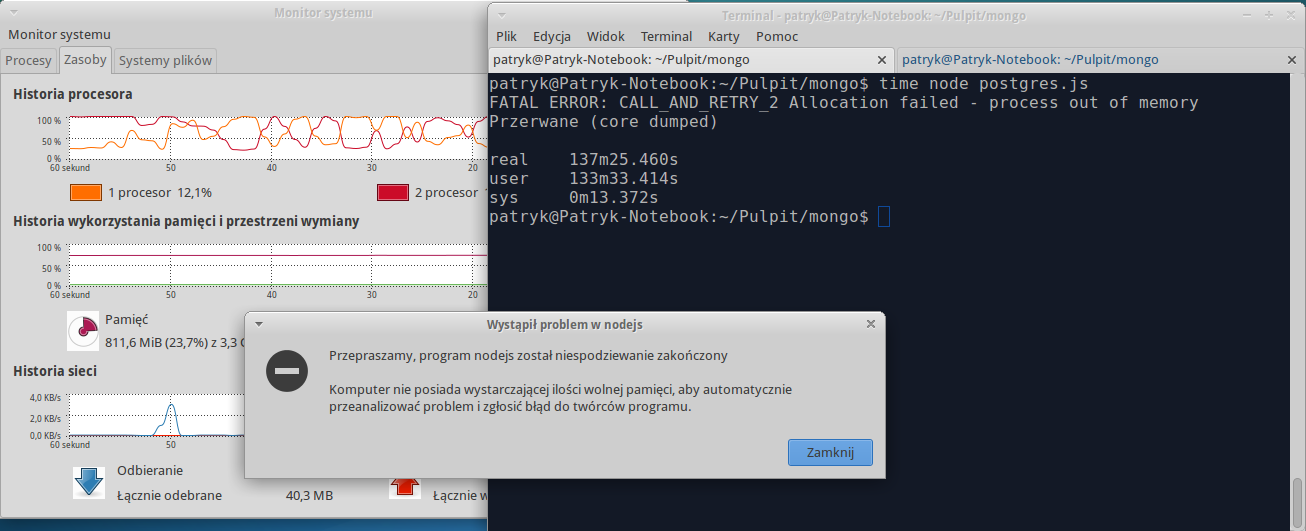 Monitor systemu
Monitor systemu
Procesy
Zasoby
Systemy plików
Historia procesora
100 %
50 %
0 %
60 sekund
50
40
30
20
1 procesor 12,1%
2 procesor
Historia wykorzystania pamięci i przestrzeni wymiany
100 %
50 %
0 %
60 sekund
50
40
30
20
Pamięć
811,6 MiB (23,7%) z 3,3
Historia sieci
4,0 KB/s
2,0 KB/s
0,0 KB/s
60 sekund
50
Odbieranie
Łącznie odebrane
40,3 MB
Łącznie
Terminal - patryk@Patryk-Notebook: ~/Pulpit/mongo
Plik
Edycja
Widok
Terminal
Karty
Pomoc
patryk@Patryk-Notebook: ~/Pulpit/mongo
patryk@Patryk-Notebook: ~/Pulpit/mongo
patryk@Patryk-Notebook:~/Pulpit/mongo$ time node postgres.js
FATAL ERROR: CALL_AND_RETRY_2 Allocation failed - process out of memory
Przerwane (core dumped)
real 137m25.460s
user 133m33.414s
sys 0m13.372s
patryk@Patryk-Notebook:~/Pulpit/mongo$
Wystąpił problem w nodejs
Przepraszamy, program nodejs został niespodziewanie zakończony
Komputer nie posiada wystarczającej ilości wolnej pamięci, aby automatycznie
przeanalizować problem i zgłosić błąd do twórców programu.
Zamknij